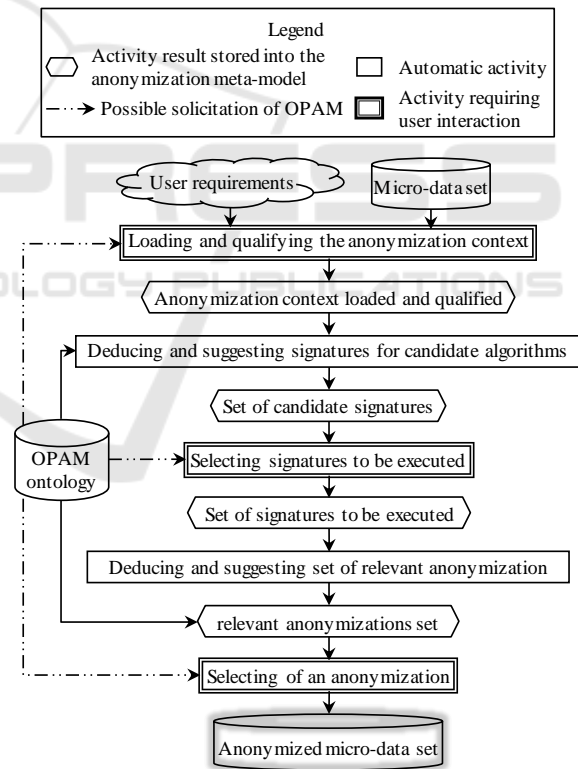 Legend
Activity result stored into the
anonymization meta-model
Automatic activity
Possible solicitation of OPAM
Activity requiring
user interaction
User requirements
Micro-data set
Loading and qualifying the anonymization context
Anonymization context loaded and qualified
Deducing and suggesting signatures for candidate algorithms
Set of candidate signatures
OPAM
ontology
Selecting signatures to be executed
Set of signatures to be executed
Deducing and suggesting set of relevant anonymization
relevant anonymizations set
Selecting of an anonymization
Anonymized micro-data set
PRESS
OLOGY PUBLICATIONS